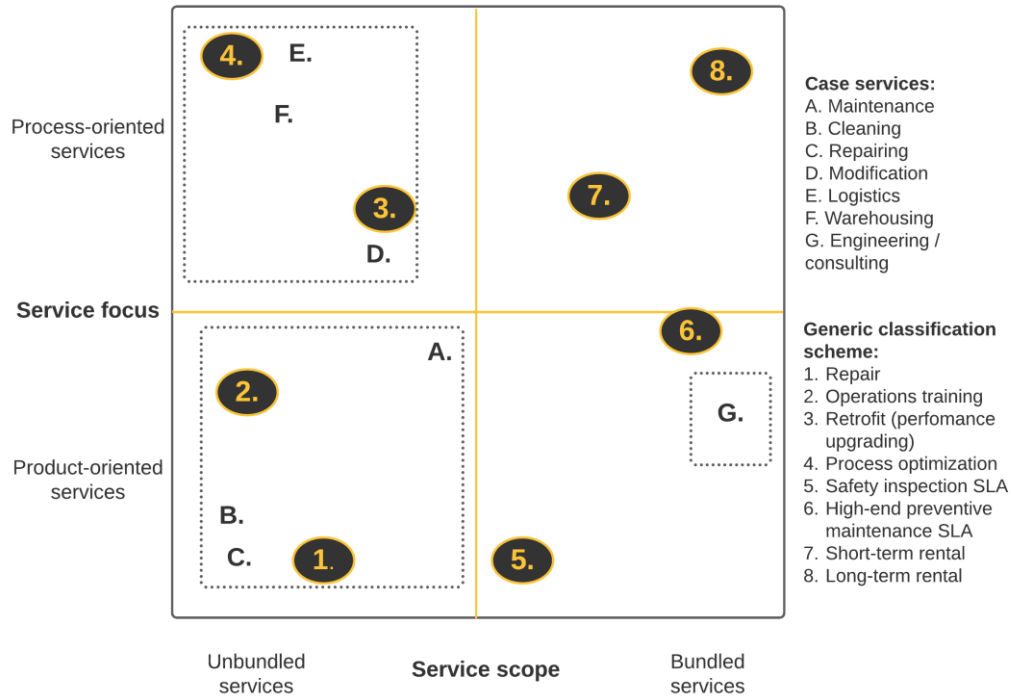 4.
E.
8.
F.
Process-oriented
services
7.
3.
D.
Case services:
A. Maintenance
B. Cleaning
C. Repairing
D. Modification
E. Logistics
F. Warehousing
G. Engineering /
consulting
Service focus
6.
A.
2.
G.
Product-oriented
services
B.
C.
1.
5.
Generic classification
scheme:
1. Repair
2. Operations training
3. Retrofit (perfomance
upgrading)
4. Process optimization
5. Safety inspection SLA
6. High-end preventive
maintenance SLA
7. Short-term rental
8. Long-term rental
Unbundled
services
Service scope
Bundled
services